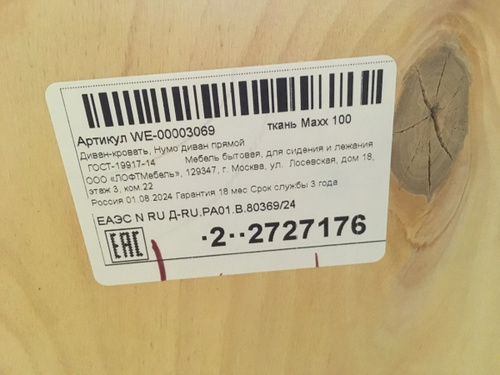 Артикул WE-00003069 ткань Maxx 100
Диван-кровать, Нумо диван прямой
ГОСТ-19917-14 Мебель бытовая, для сидения и лежания
ООО «ЛОФТМебель», 129347, г. Москва, ул. Лосевская, дом 18,
этаж 3, ком.22
Россия 01.08.2024 Гарантия 18 мес Срок службы 3 года
ЕАЭС N RU Д-RU.РА01.В.80369/24
EAC ·2··2727176